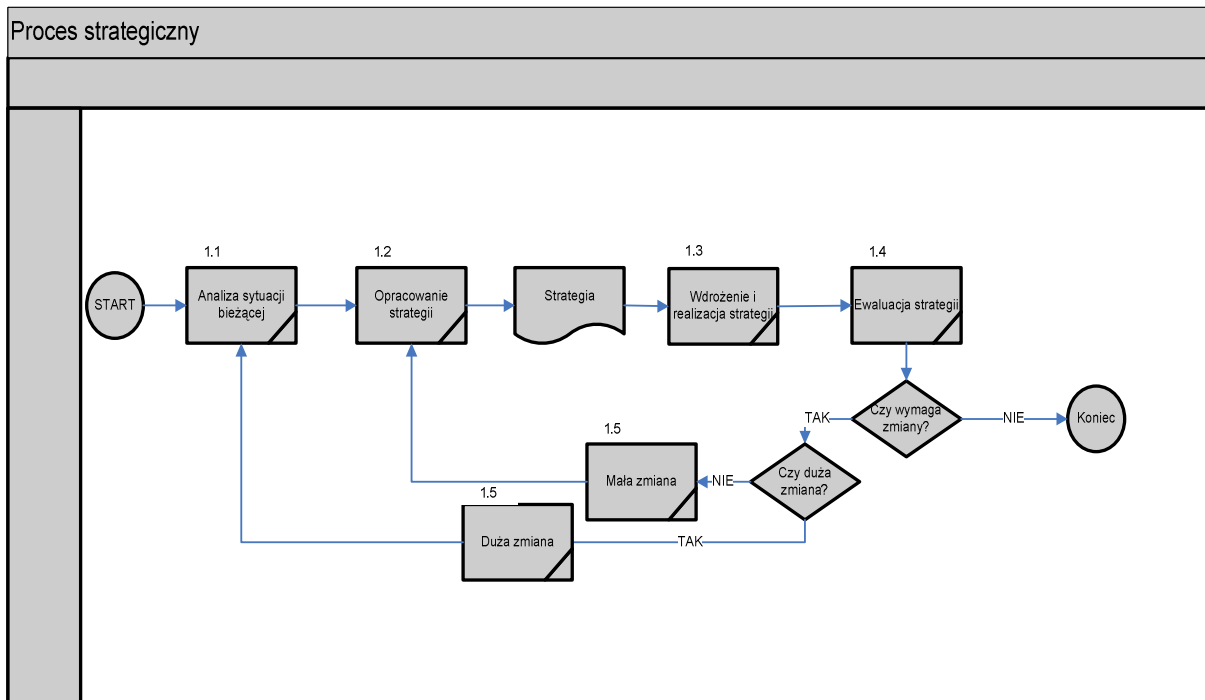 Proces strategiczny
1.1
1.2
1.3
1.4
START
Analiza sytuacji
bieżącej
Opracowanie
strategii
Strategia
Wdrożenie i
realizacja strategii
Ewaluacja strategii
Czy wymaga
zmiany?
TAK
NIE
Koniec
1.5
Mała zmiana
NIE
Czy duża
zmiana?
1.5
Duża zmiana
TAK